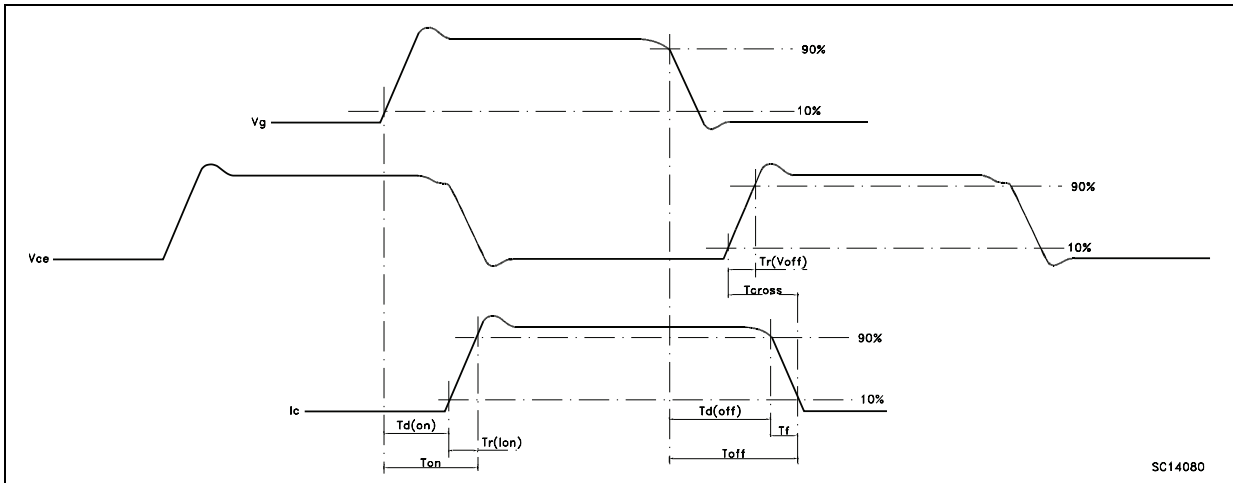 90%
10%
Vg
90%
10%
Vce
Tr(Voff)
Tcross
90%
10%
Ic
Td(on)
Td(off)
Tr(Ion)
Tf
Ton
Toff
SC14080